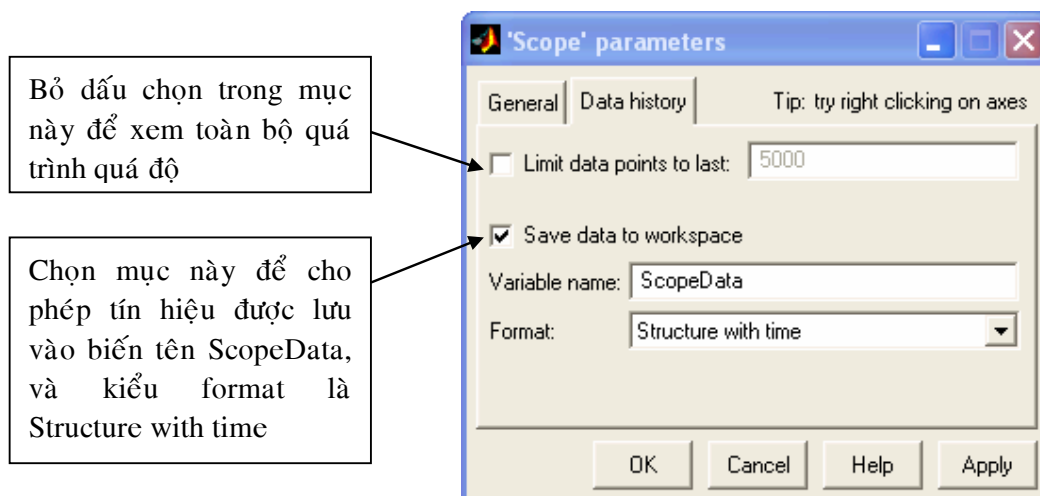 Bỏ dấu chọn trong mục
này để xem toàn bộ quá
trình quá độ
Chọn mục này để cho
phép tín hiệu được lưu
vào biến tên ScopeData,
và kiểu format là
Structure with time
'Scope' parameters
General Data history Tip: try right clicking on axes
Limit data points to last: 5000
Save data to workspace
Variable name: ScopeData
Format: Structure with time
OK Cancel Help Apply